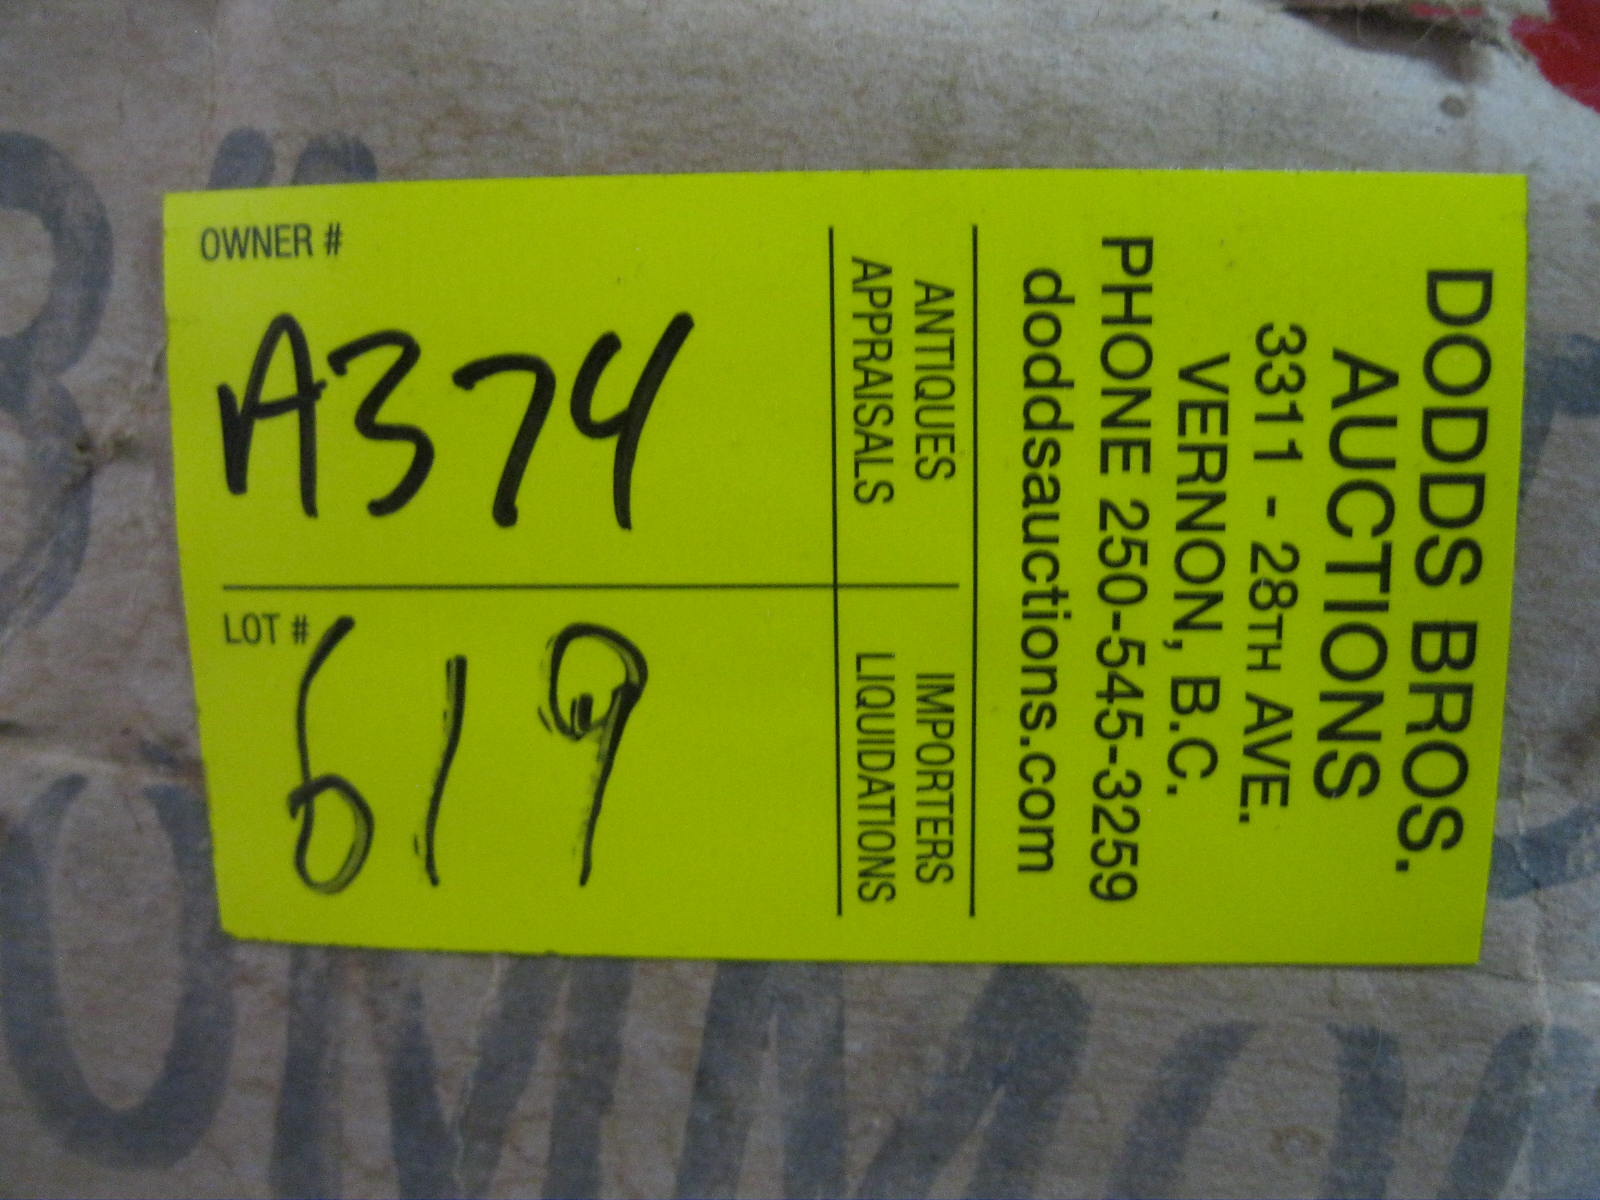 DODDS BROS.
AUCTIONS
3311 - 28TH AVE.
VERNON, B.C.
PHONE 250-545-3259
doddsauctions.com
ANTIQUES IMPORTERS
APPRAISALS LIQUIDATIONS
OWNER #
A374
LOT #
619